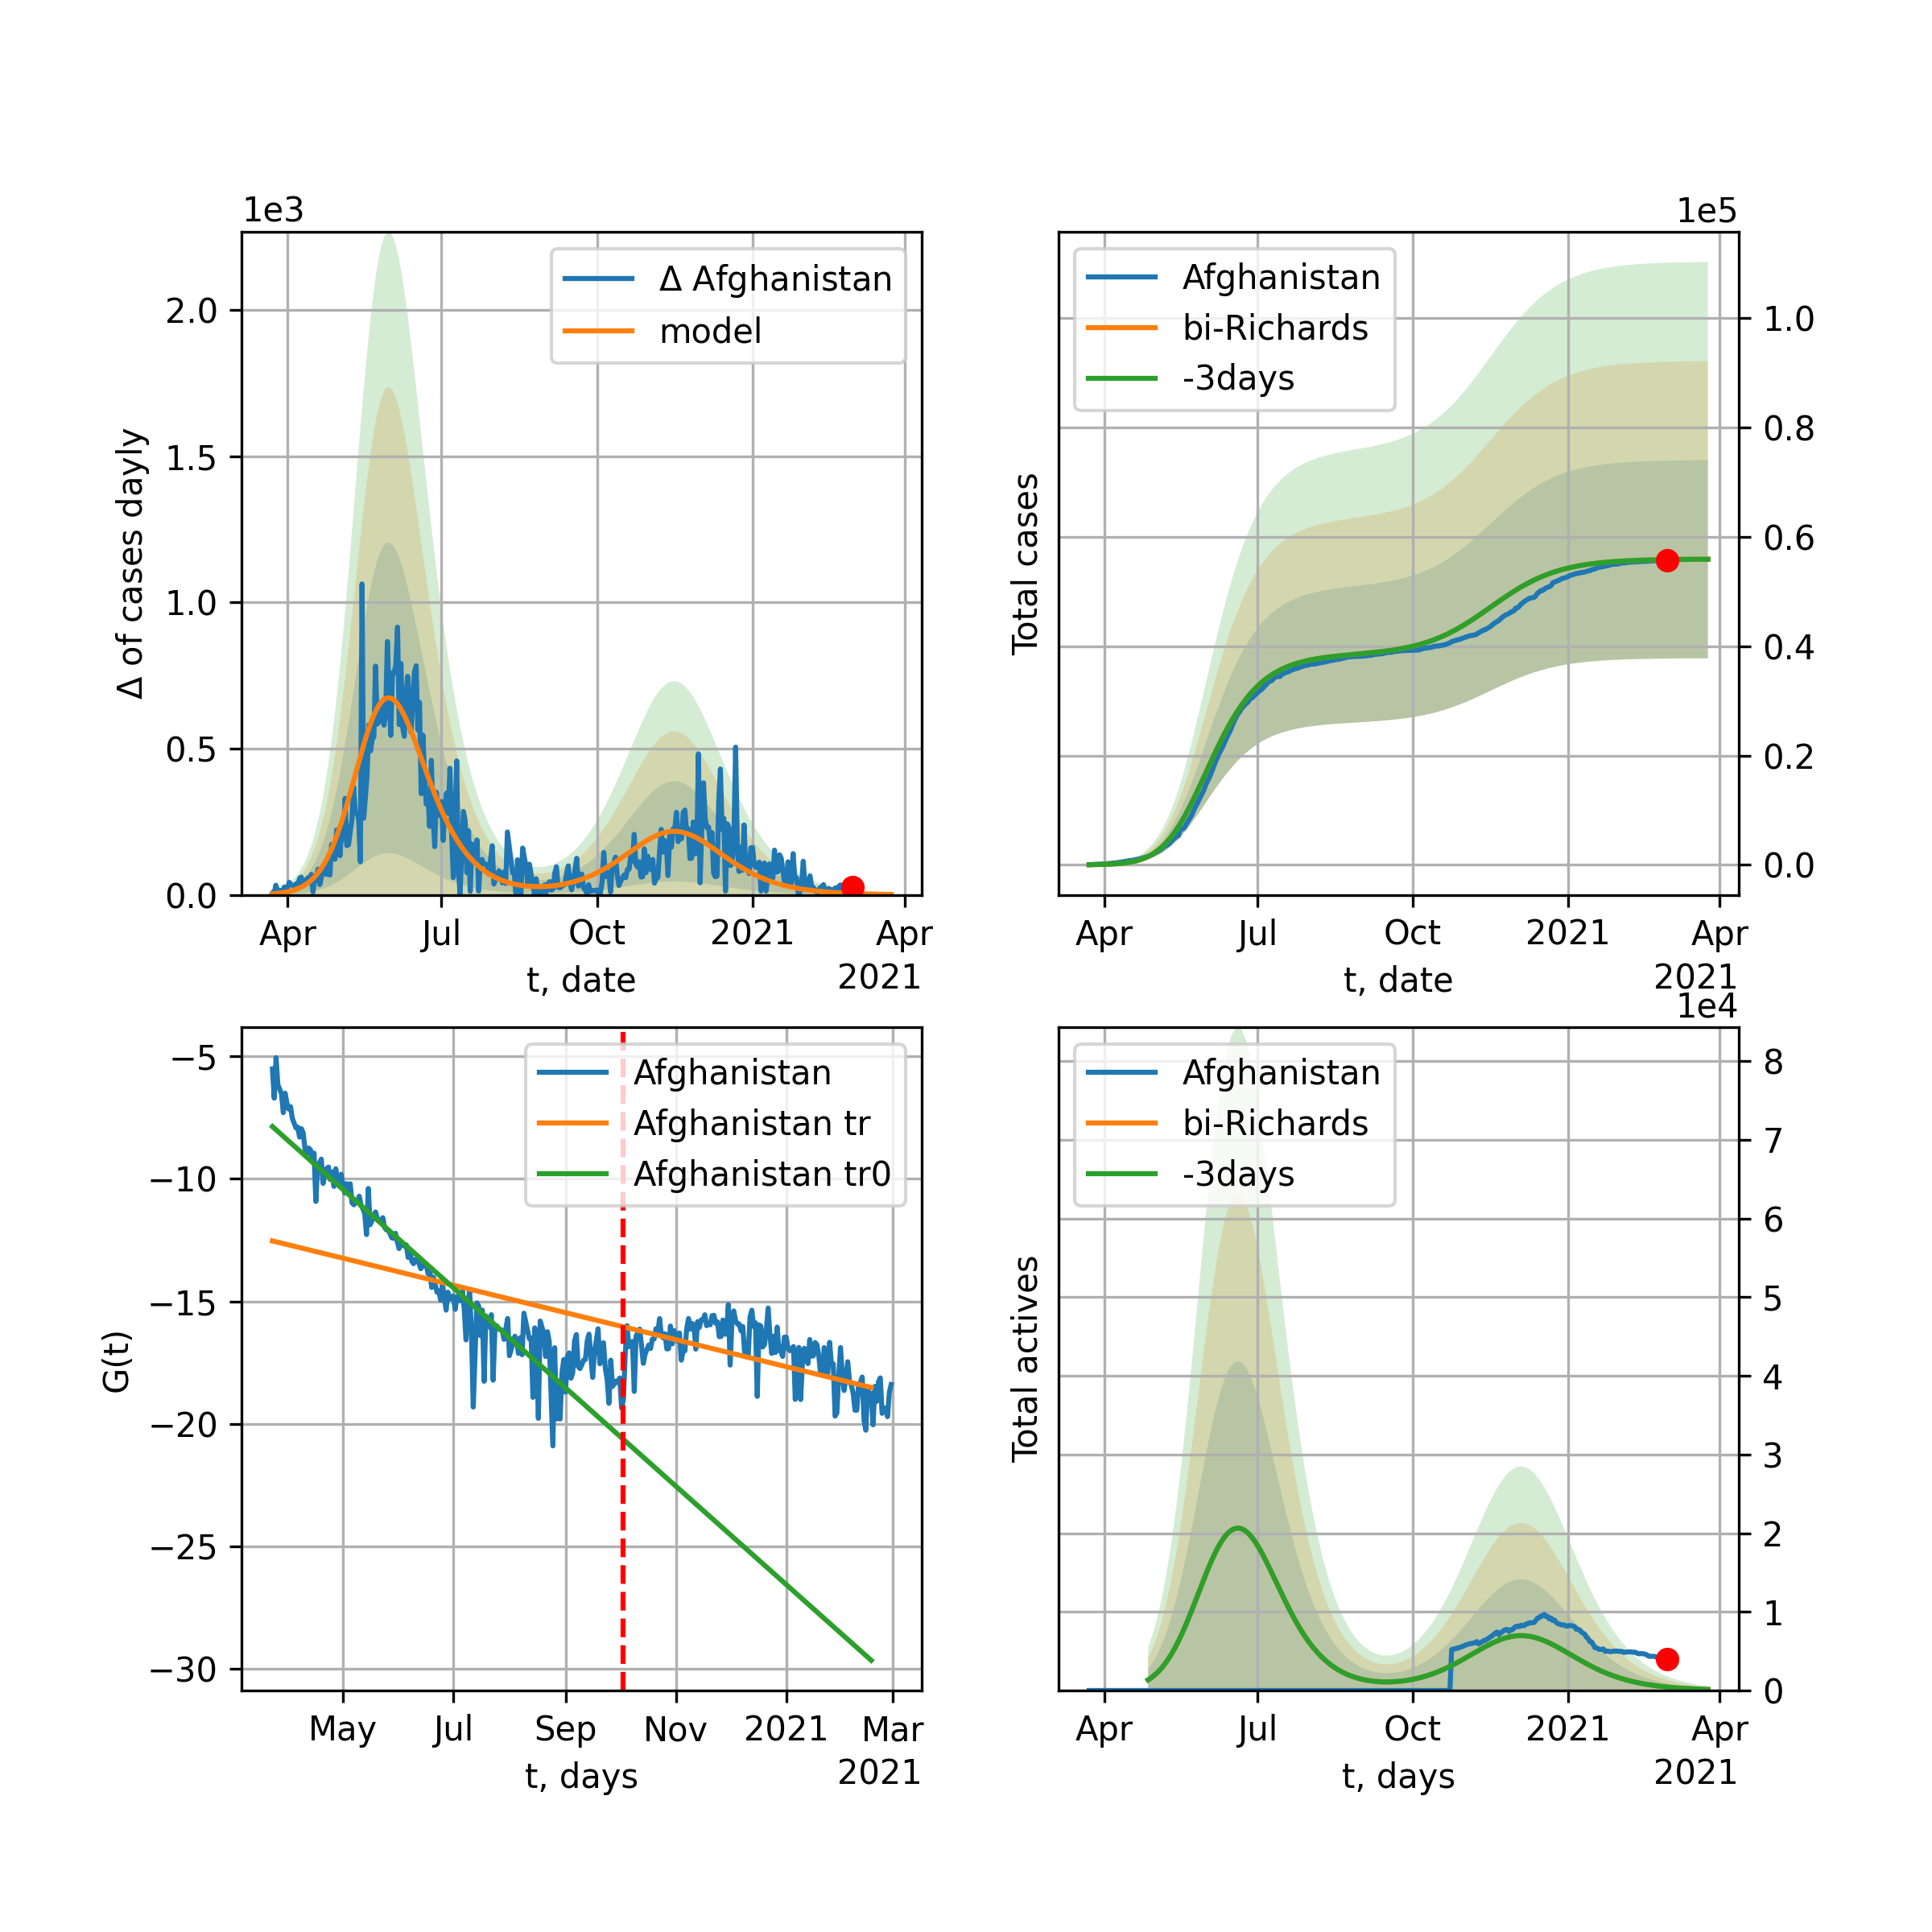 1e3
Δ of cases dayly
2.0
1.5
1.0
0.5
0.0
Δ Afghanistan
model
Apr
Jul
Oct
2021
Apr
t, date
2021
1e5
Total cases
Afghanistan
bi-Richards
-3days
1.0
0.8
0.6
0.4
0.2
0.0
Apr
Jul
Oct
2021
Apr
t, date
2021
G(t)
−5
−10
−15
−20
−25
−30
Afghanistan
Afghanistan tr
Afghanistan tr0
May
Jul
Sep
Nov
2021
Mar
t, days
2021
1e4
Total actives
Afghanistan
bi-Richards
-3days
8
7
6
5
4
3
2
1
0
Apr
Jul
Oct
2021
Apr
t, days
2021